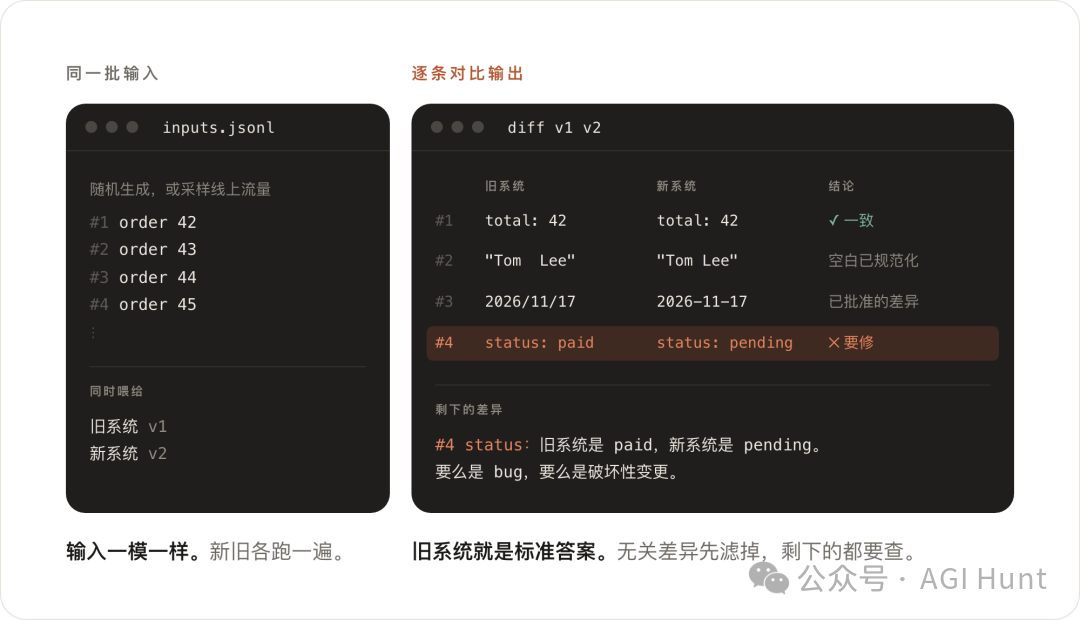 同一批输入
inputs.jsonl
随机生成，或采样线上流量
#1 order 42
#2 order 43
#3 order 44
#4 order 45
⋮
同时喂给
旧系统 v1
新系统 v2
输入一模一样。新旧各跑一遍。
逐条对比输出
diff v1 v2
旧系统 新系统 结论
#1 total: 42 total: 42 ✓ 一致
#2 "Tom  Lee" "Tom Lee" 空白已规范化
#3 2026/11/17 2026-11-17 已批准的差异
#4 status: paid status: pending ✕ 要修
剩下的差异
#4 status：旧系统是 paid，新系统是 pending。
要么是 bug，要么是破坏性变更。
旧系统就是标准答案。无关差异先滤掉，剩下的都要查。
公众号 · AGI Hunt